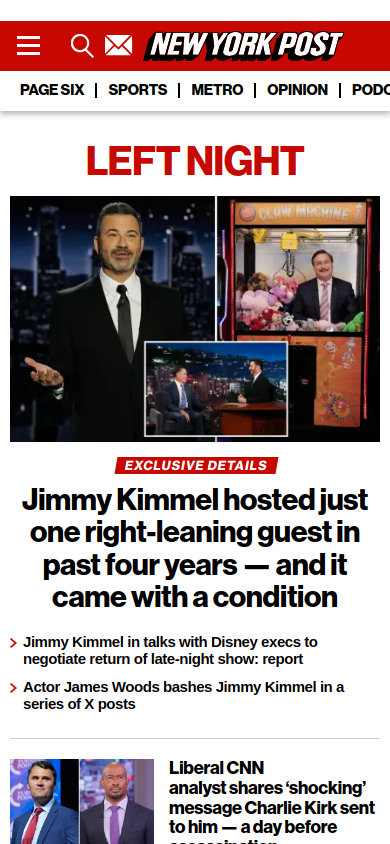 NEW YORK POST
PAGE SIX
SPORTS
METRO
OPINION
PODC
LEFT NIGHT
CLAW MACHINE
EXCLUSIVE DETAILS
Jimmy Kimmel hosted just
one right-leaning guest in
past four years — and it
came with a condition
Jimmy Kimmel in talks with Disney execs to
negotiate return of late-night show: report
Actor James Woods bashes Jimmy Kimmel in a
series of X posts
Liberal CNN
analyst shares ‘shocking’
message Charlie Kirk sent
to him — a day before
assassination